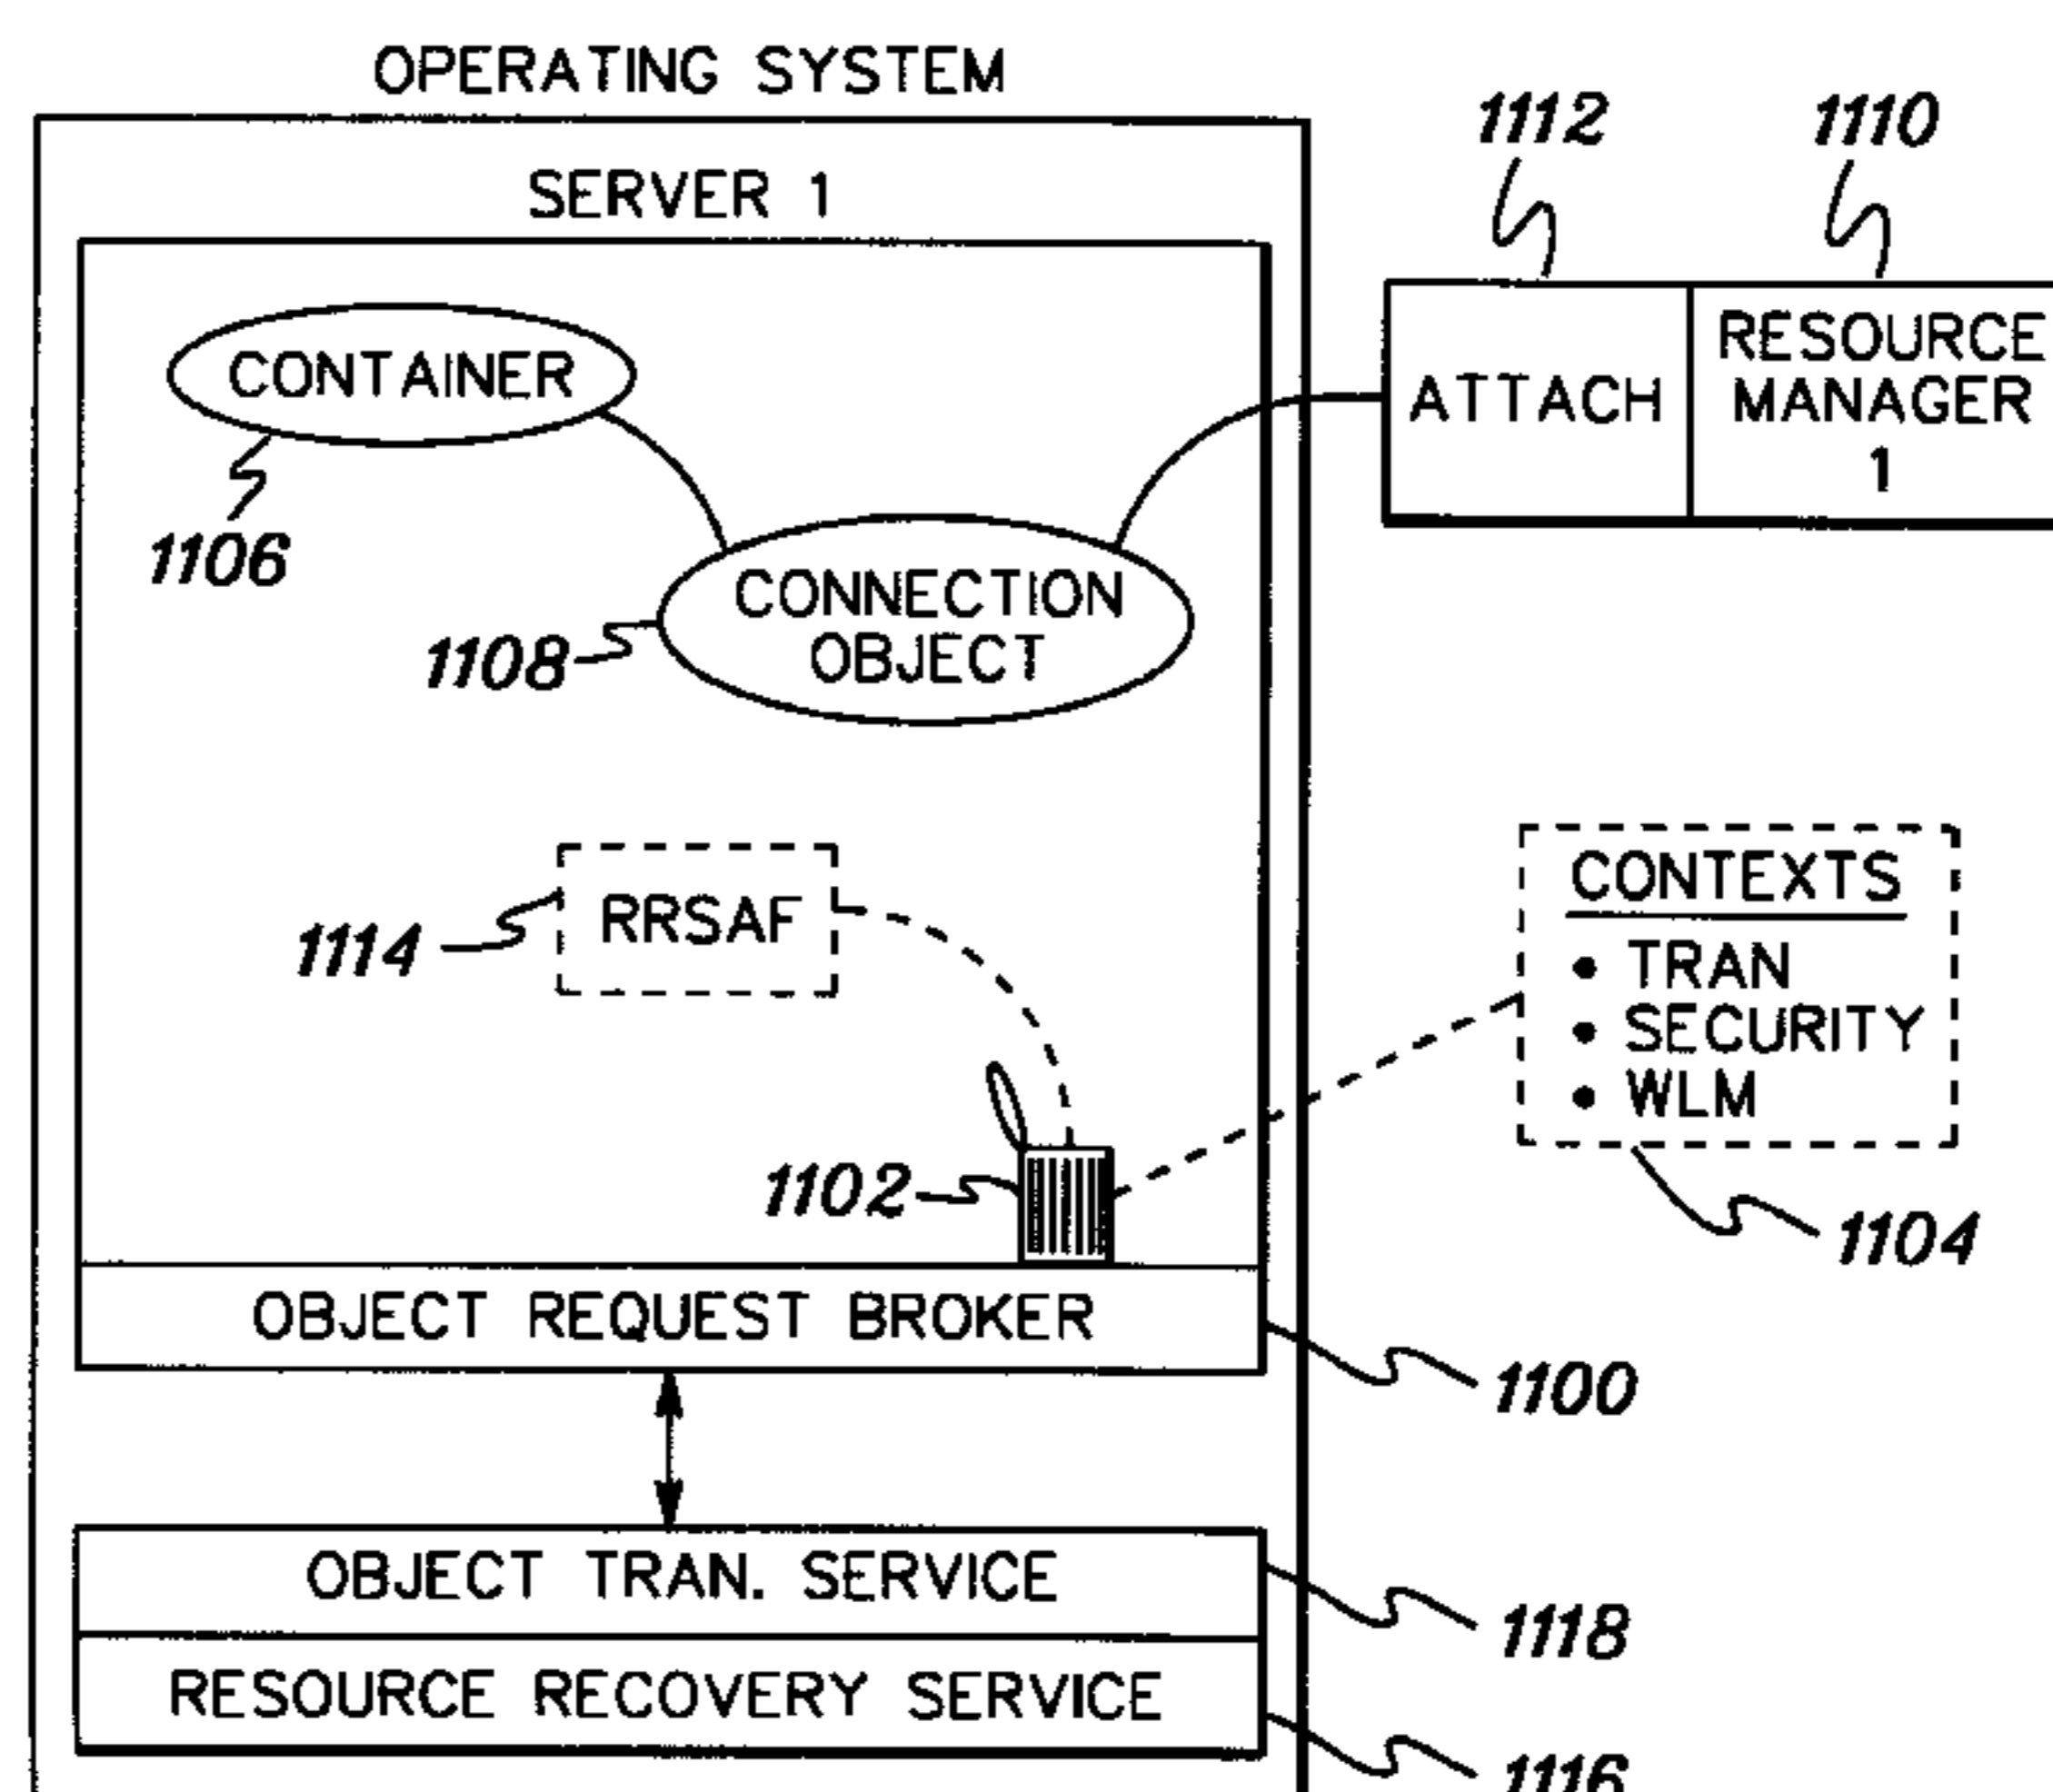 OPERATING SYSTEM
1112
1110
SERVER 1
CONTAINER
ATTACH
RESOURCE
MANAGER
1
1106
CONNECTION
OBJECT
1108
RRSAF
1114
CONTEXTS
• TRAN
• SECURITY
• WLM
1102
1104
OBJECT REQUEST BROKER
1100
OBJECT TRAN. SERVICE
1118
RESOURCE RECOVERY SERVICE
1116